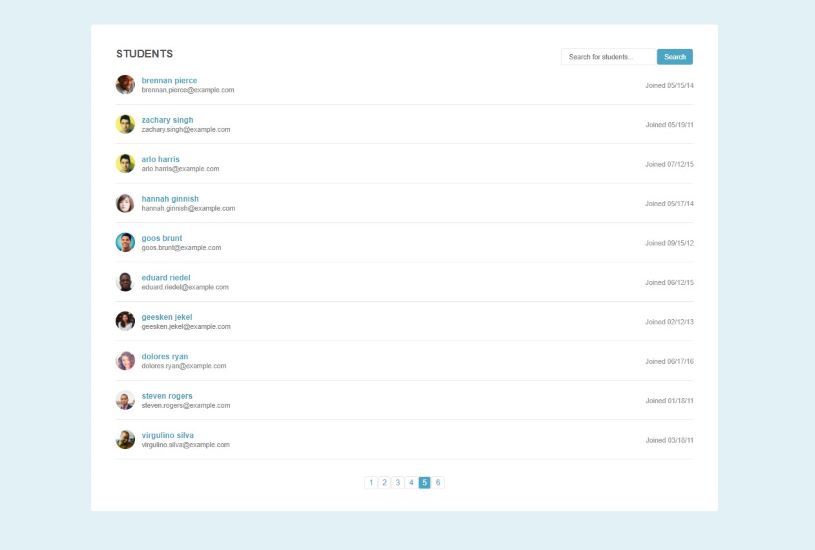 STUDENTS
Search for students... Search
brennan pierce
brennan.pierce@example.com
Joined 05/15/14
zachary singh
zachary.singh@example.com
Joined 05/19/11
arlo harris
arlo.harris@example.com
Joined 07/12/15
hannah ginnish
hannah.ginnish@example.com
Joined 05/17/14
goos brunt
goos.brunt@example.com
Joined 09/15/12
eduard riedel
eduard.riedel@example.com
Joined 06/12/15
geesken jekel
geesken.jekel@example.com
Joined 02/12/13
dolores ryan
dolores.ryan@example.com
Joined 06/17/16
steven rogers
steven.rogers@example.com
Joined 01/18/11
virgulino silva
virgulino.silva@example.com
Joined 03/18/11
1 2 3 4 5 6